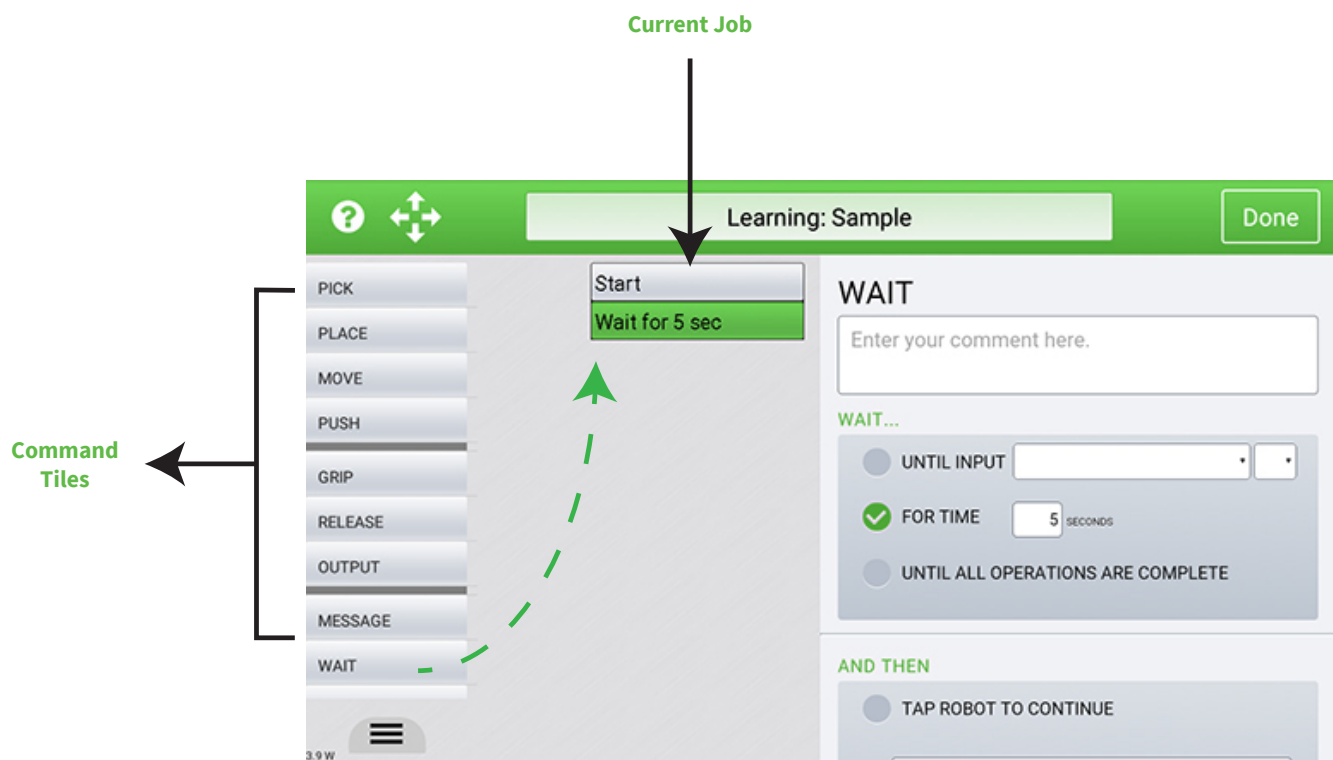 Current Job
?
Learning: Sample
Done
Command
Tiles
PICK
PLACE
MOVE
PUSH
GRIP
RELEASE
OUTPUT
MESSAGE
WAIT
3.9 W
Start
Wait for 5 sec
WAIT
Enter your comment here.
WAIT...
UNTIL INPUT
FOR TIME 5 SECONDS
UNTIL ALL OPERATIONS ARE COMPLETE
AND THEN
TAP ROBOT TO CONTINUE